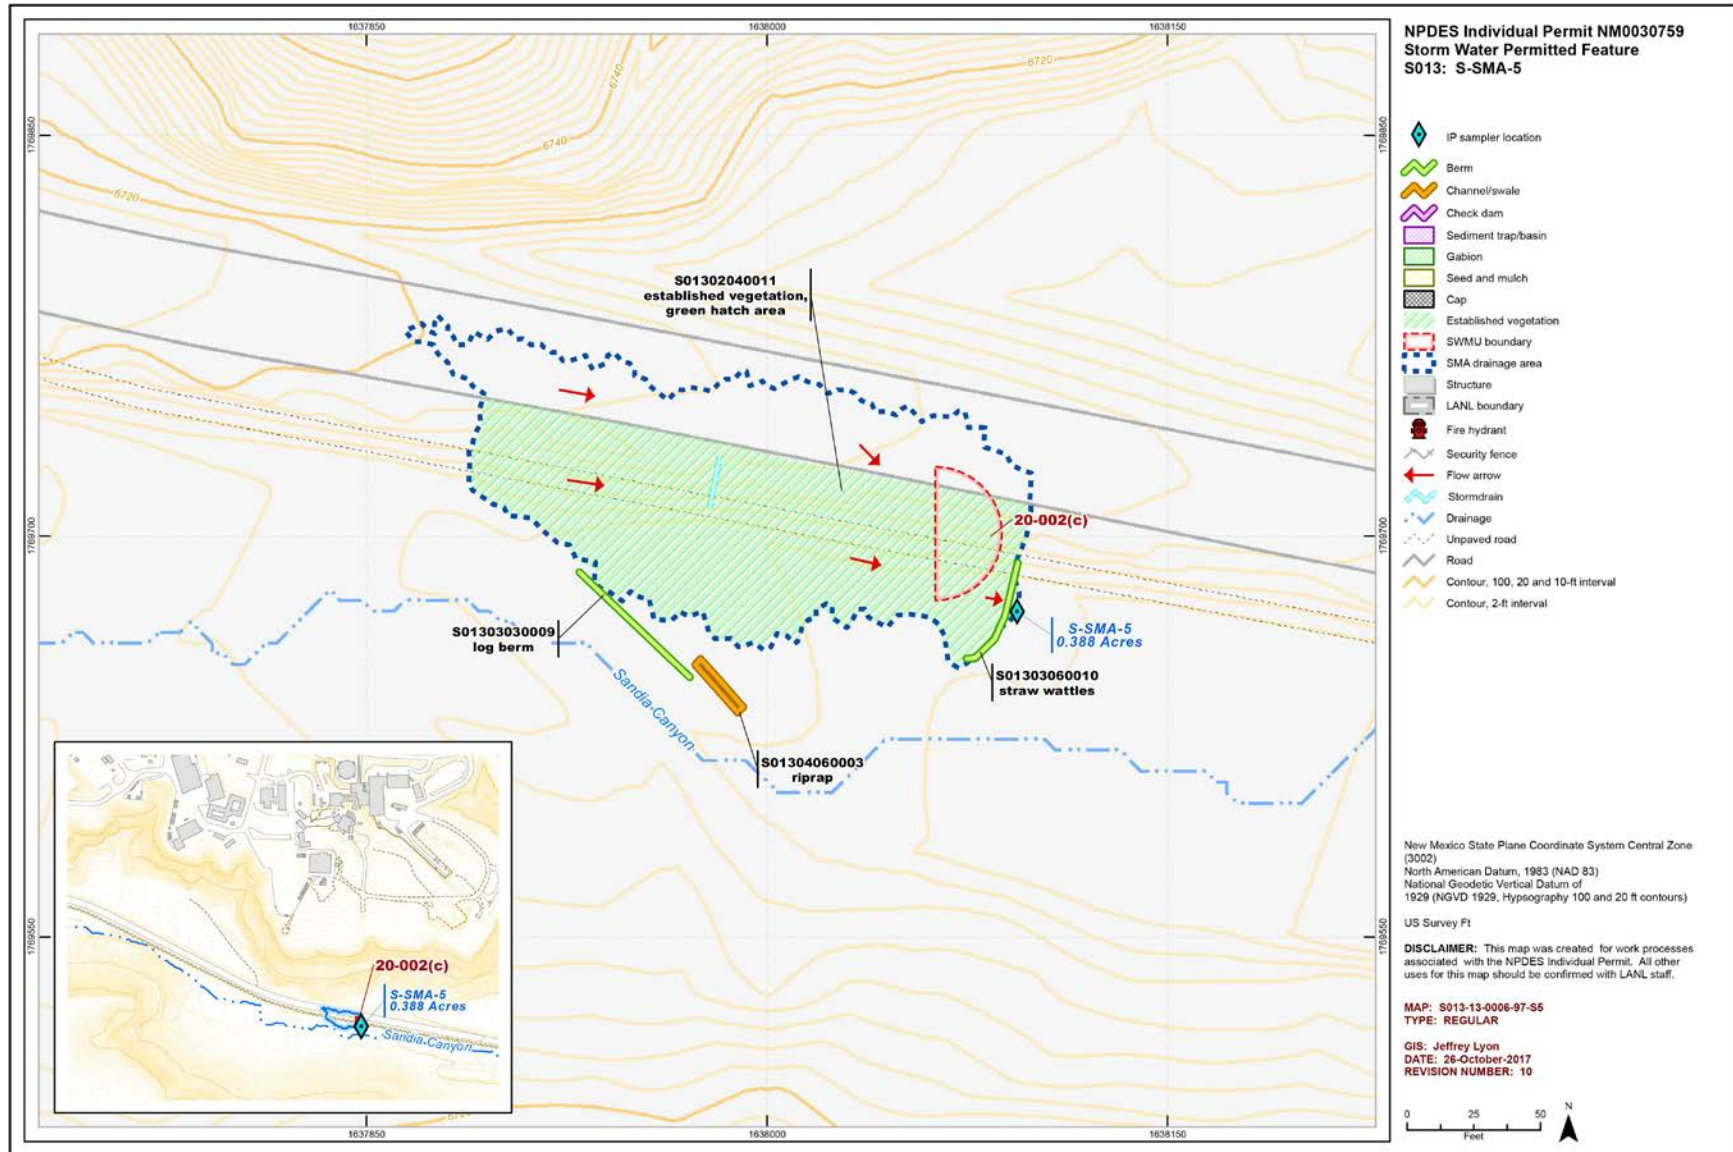 NPDES Individual Permit NM0030759
Storm Water Permitted Feature
S013: S-SMA-5
IP sampler location
Berm
Channel/swale
Check dam
Sediment trap/basin
Gabion
Seed and mulch
Cap
Established vegetation
SWMU boundary
SMA drainage area
Structure
LANL boundary
Fire hydrant
Security fence
Flow arrow
Stormdrain
Drainage
Unpaved road
Road
Contour, 100, 20 and 10-ft interval
Contour, 2-ft interval
New Mexico State Plane Coordinate System Central Zone
(3002)
North American Datum, 1983 (NAD 83)
National Geodetic Vertical Datum of
1929 (NGVD 1929, Hypsography 100 and 20 ft contours)
US Survey Ft
DISCLAIMER: This map was created for work processes
associated with the NPDES Individual Permit. All other
uses for this map should be confirmed with LANL staff.
MAP: S013-13-0006-97-S5
TYPE: REGULAR
GIS: Jeffrey Lyon
DATE: 26-October-2017
REVISION NUMBER: 10
0 25 50
Feet
N
1637850 1638000 1638150
1769850 1769850
1769700 1769700
1769550 1769550
1637850 1638000 1638150
6740
6720
6740
6720
S01302040011
established vegetation,
green hatch area
20-002(c)
S-SMA-5
0.388 Acres
S01303030009
log berm
S01303060010
straw wattles
Sandia Canyon
S01304060003
riprap
20-002(c)
S-SMA-5
0.388 Acres
Sandia Canyon